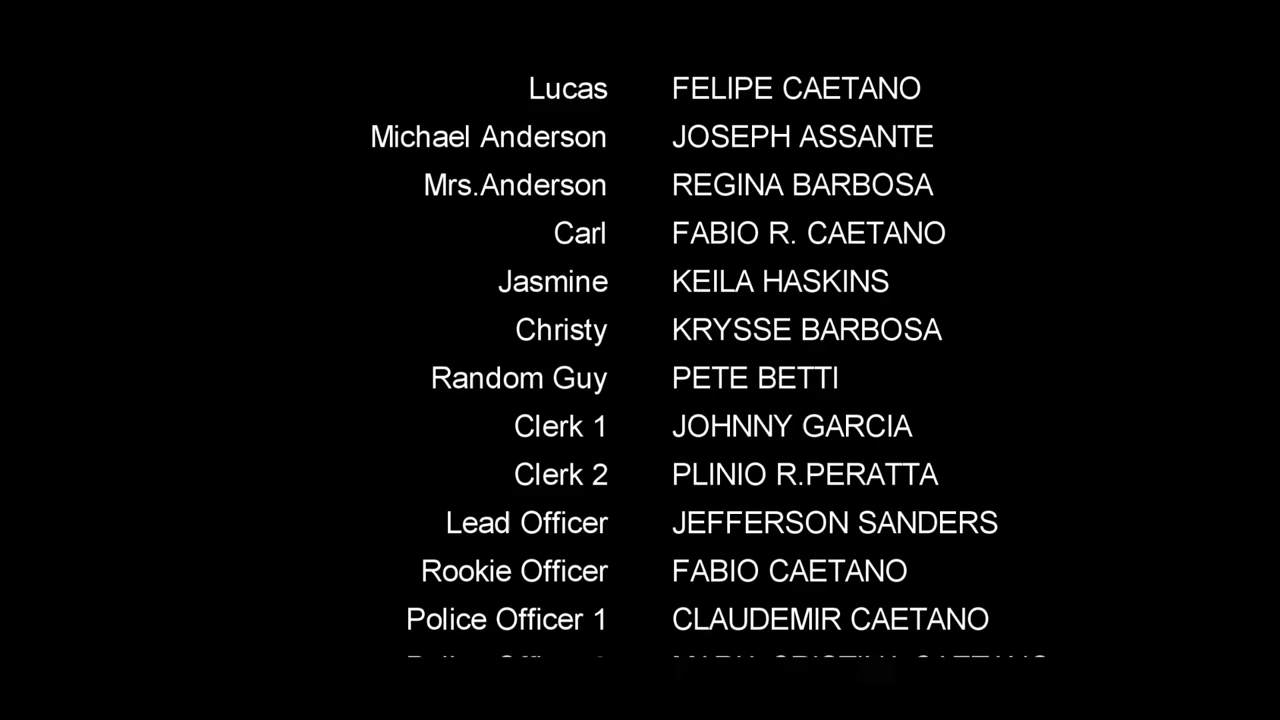 Lucas FELIPE CAETANO
Michael Anderson JOSEPH ASSANTE
Mrs.Anderson REGINA BARBOSA
Carl FABIO R. CAETANO
Jasmine KEILA HASKINS
Christy KRYSSE BARBOSA
Random Guy PETE BETTI
Clerk 1 JOHNNY GARCIA
Clerk 2 PLINIO R.PERATTA
Lead Officer JEFFERSON SANDERS
Rookie Officer FABIO CAETANO
Police Officer 1 CLAUDEMIR CAETANO